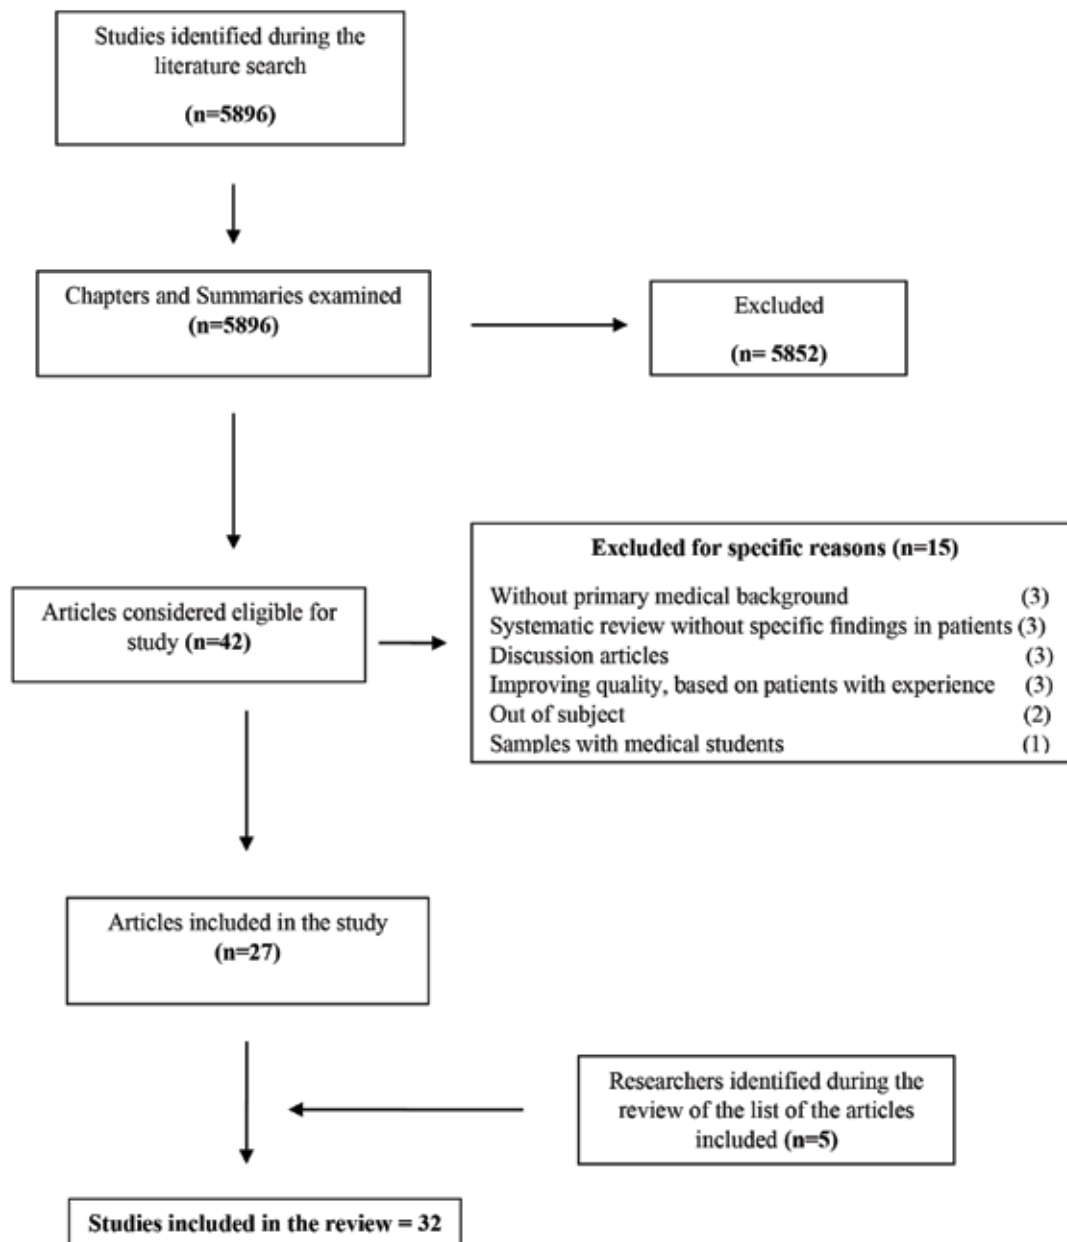 Studies identified during the
literature search
(n=5896)
Chapters and Summaries examined
(n=5896)
Excluded
(n= 5852)
Articles considered eligible for
study (n=42)
Excluded for specific reasons (n=15)
Without primary medical background (3)
Systematic review without specific findings in patients (3)
Discussion articles (3)
Improving quality, based on patients with experience (3)
Out of subject (2)
Samples with medical students (1)
Articles included in the study
(n=27)
Researchers identified during the
review of the list of the articles
included (n=5)
Studies included in the review = 32